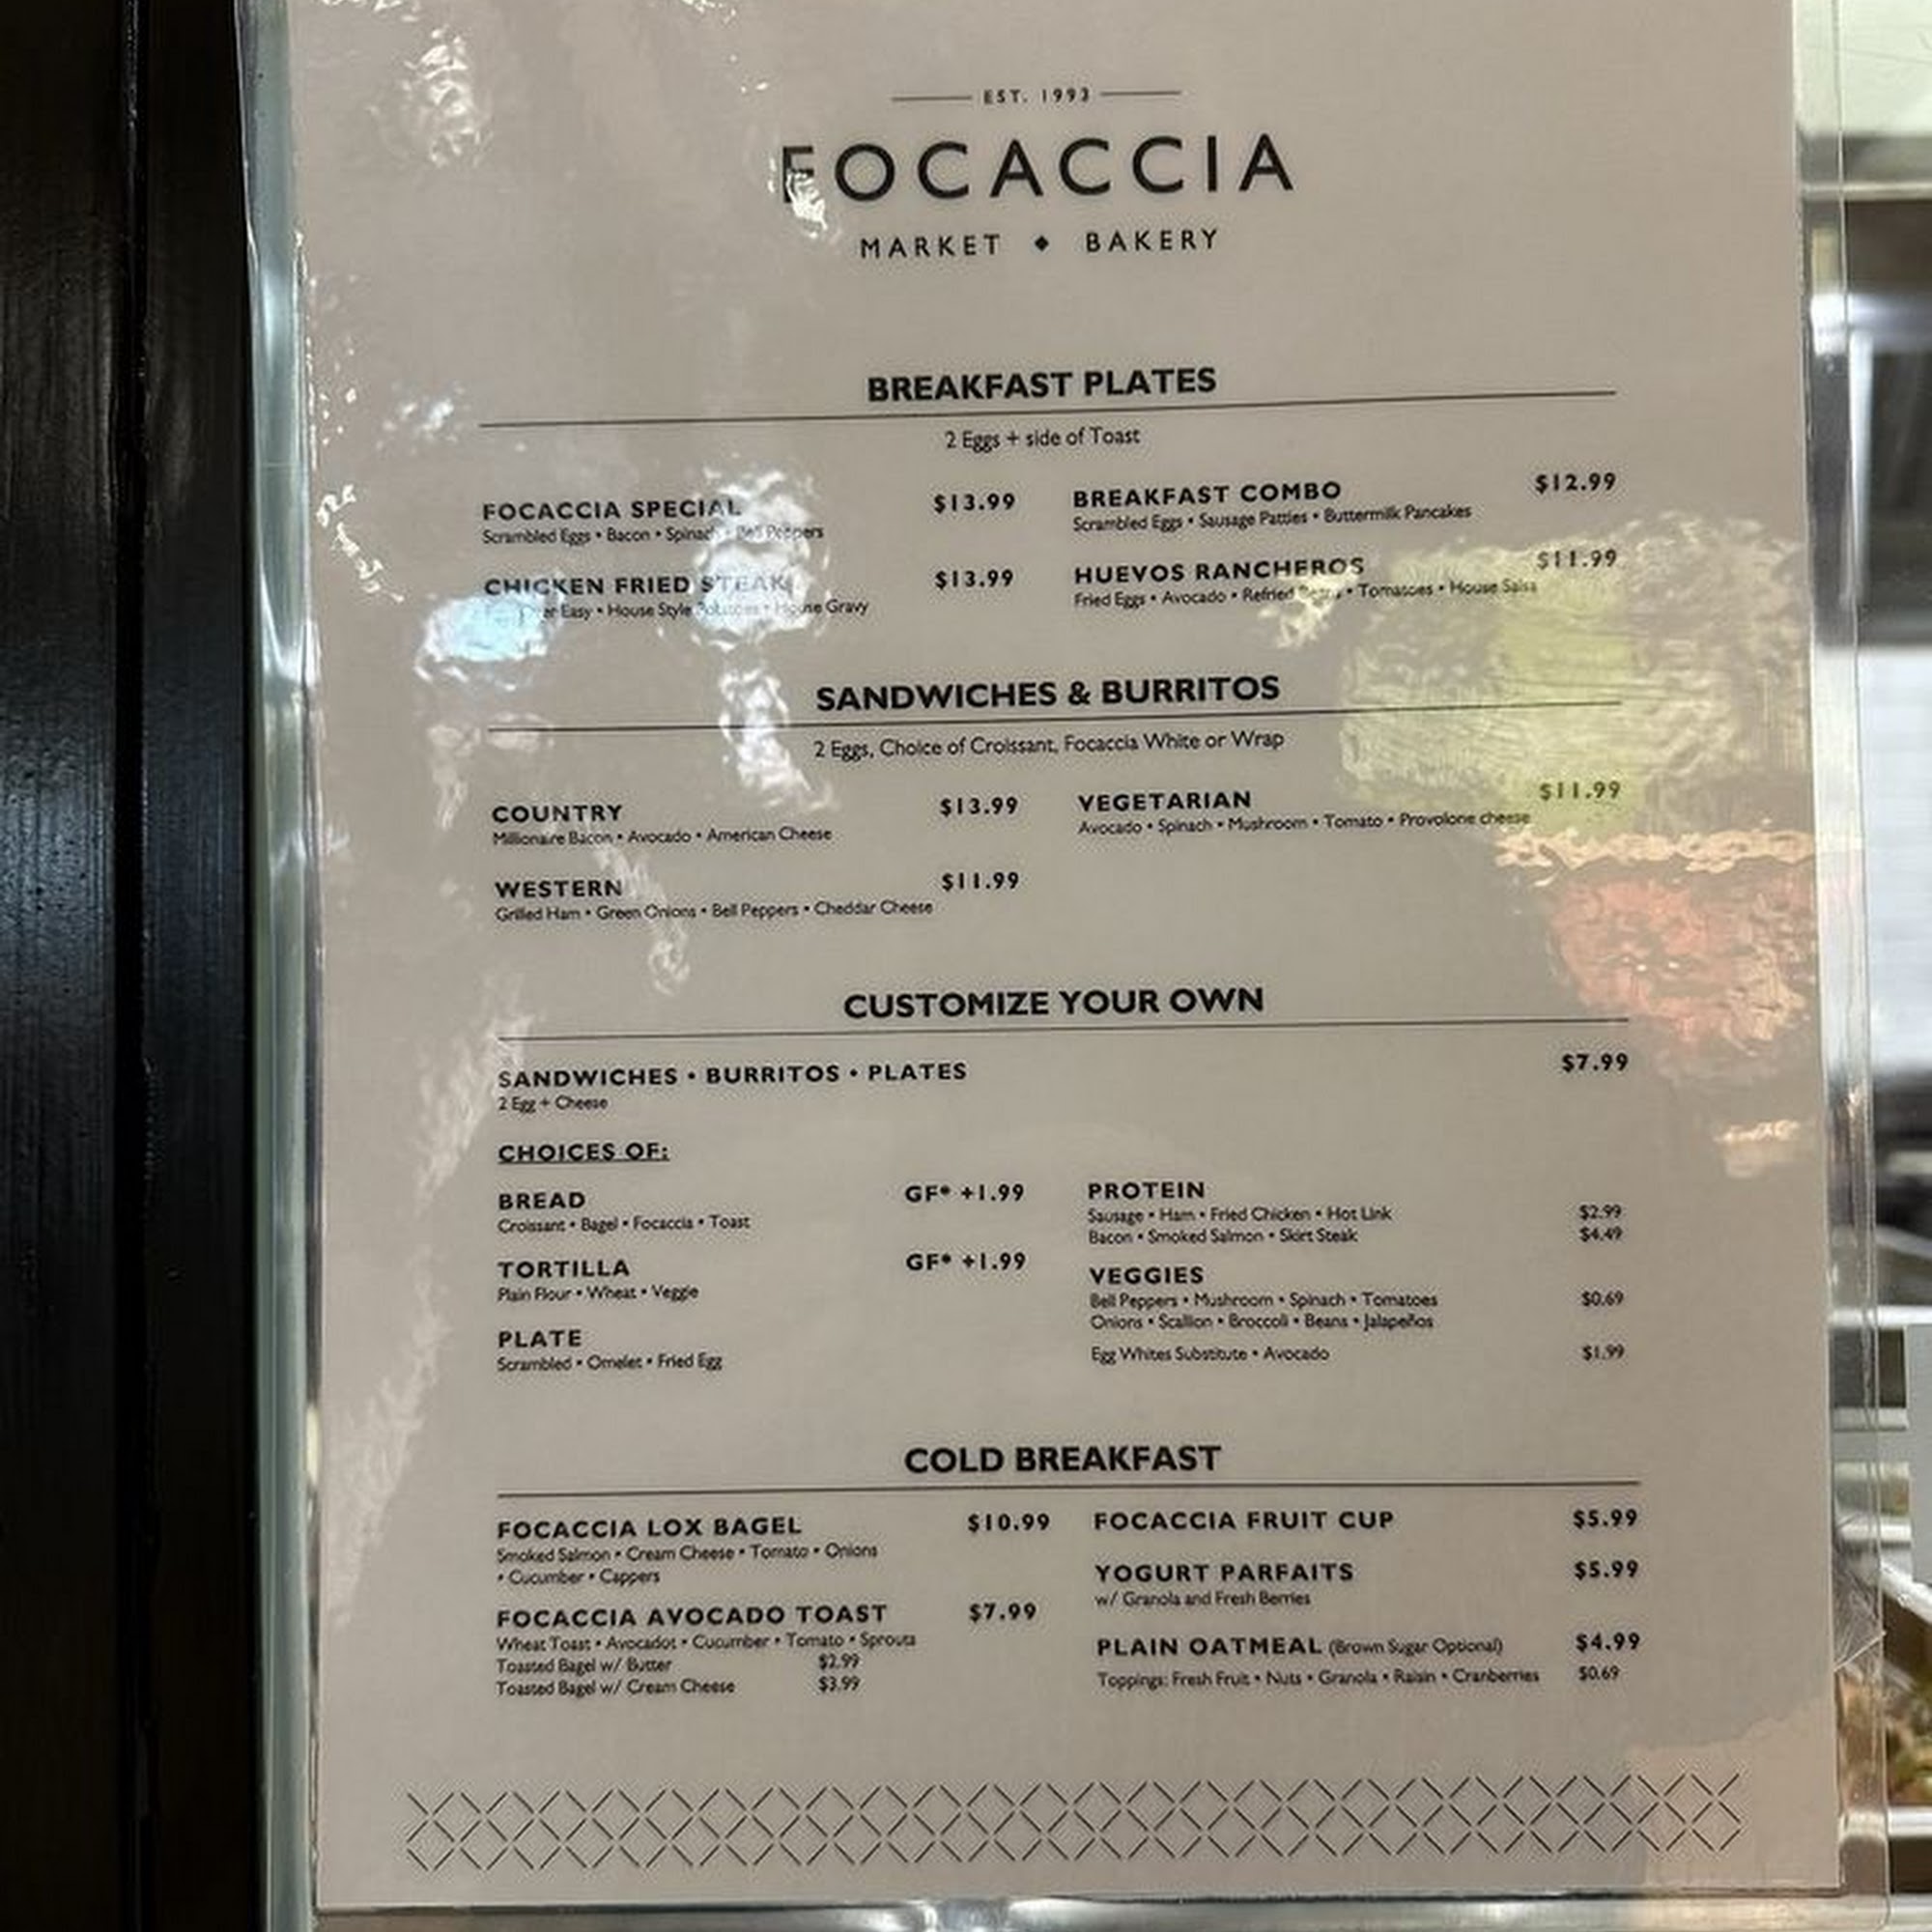 EST. 1993
FOCACCIA
MARKET ◆ BAKERY
BREAKFAST PLATES
2 Eggs + side of Toast
FOCACCIA SPECIAL $13.99
Scrambled Eggs • Bacon • Spinach • Bell Peppers
CHICKEN FRIED STEAK $13.99
Easy • House Style Potatoes • House Gravy
BREAKFAST COMBO $12.99
Scrambled Eggs • Sausage Patties • Buttermilk Pancakes
HUEVOS RANCHEROS $11.99
Fried Eggs • Avocado • Refried Beans • Tomatoes • House Salsa
SANDWICHES & BURRITOS
2 Eggs, Choice of Croissant, Focaccia White or Wrap
COUNTRY $13.99
Millionaire Bacon • Avocado • American Cheese
WESTERN $11.99
Grilled Ham • Green Onions • Bell Peppers • Cheddar Cheese
VEGETARIAN $11.99
Avocado • Spinach • Mushroom • Tomato • Provolone cheese
CUSTOMIZE YOUR OWN
SANDWICHES • BURRITOS • PLATES $7.99
2 Egg + Cheese
CHOICES OF:
BREAD GF* +1.99
Croissant • Bagel • Focaccia • Toast
TORTILLA GF* +1.99
Plain Flour • Wheat • Veggie
PLATE
Scrambled • Omelet • Fried Egg
PROTEIN
Sausage • Ham • Fried Chicken • Hot Link $2.99
Bacon • Smoked Salmon • Skirt Steak $4.49
VEGGIES
Bell Peppers • Mushroom • Spinach • Tomatoes $0.69
Onions • Scallion • Broccoli • Beans • Jalapeños
Egg Whites Substitute • Avocado $1.99
COLD BREAKFAST
FOCACCIA LOX BAGEL $10.99
Smoked Salmon • Cream Cheese • Tomato • Onions
• Cucumber • Cappers
FOCACCIA AVOCADO TOAST $7.99
Wheat Toast • Avocadot • Cucumber • Tomato • Sprouts
Toasted Bagel w/ Butter $2.99
Toasted Bagel w/ Cream Cheese $3.99
FOCACCIA FRUIT CUP $5.99
YOGURT PARFAITS $5.99
w/ Granola and Fresh Berries
PLAIN OATMEAL (Brown Sugar Optional) $4.99
Toppings: Fresh Fruit • Nuts • Granola • Raisin • Cranberries $0.69